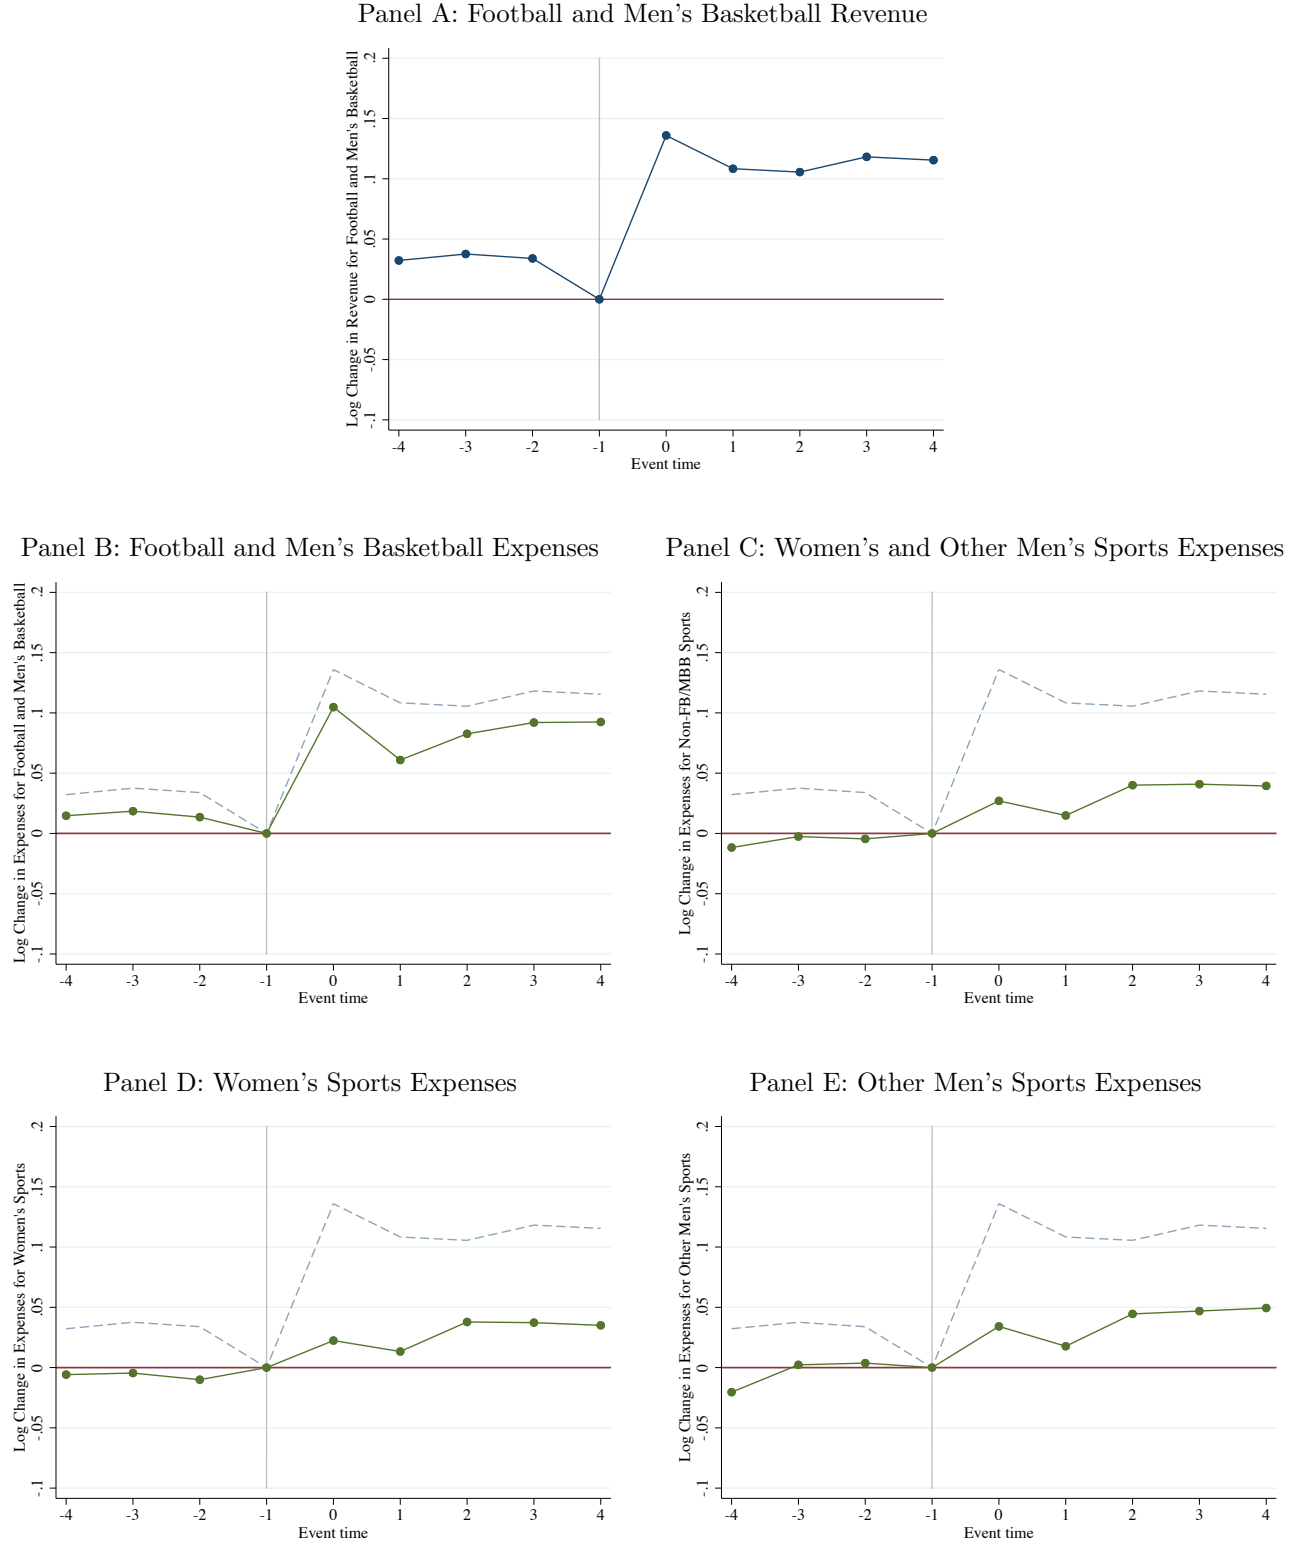 Panel A: Football and Men's Basketball Revenue
Log Change in Revenue for Football and Men's Basketball
.2
.15
.1
.05
0
-.05
-.1
-4 -3 -2 -1 0 1 2 3 4
Event time
Panel B: Football and Men's Basketball Expenses
Log Change in Expenses for Football and Men's Basketball
.2
.15
.1
.05
0
-.05
-.1
-4 -3 -2 -1 0 1 2 3 4
Event time
Panel C: Women's and Other Men's Sports Expenses
Log Change in Expenses for Non-FB/MBB Sports
.2
.15
.1
.05
0
-.05
-.1
-4 -3 -2 -1 0 1 2 3 4
Event time
Panel D: Women's Sports Expenses
Log Change in Expenses for Women's Sports
.2
.15
.1
.05
0
-.05
-.1
-4 -3 -2 -1 0 1 2 3 4
Event time
Panel E: Other Men's Sports Expenses
Log Change in Expenses for Other Men's Sports
.2
.15
.1
.05
0
-.05
-.1
-4 -3 -2 -1 0 1 2 3 4
Event time